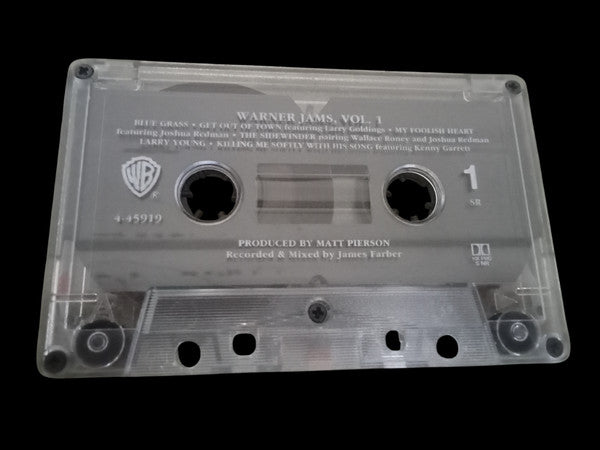 WARNER JAMS, VOL. 1
BLUE GRASS • GET OUT OF TOWN featuring Larry Goldings • MY FOOLISH HEART
featuring Joshua Redman • THE SIDEWINDER pairing Wallace Roney and Joshua Redman
LARRY YOUNG • KILLING ME SOFTLY WITH HIS SONG featuring Kenny Garrett
WB
®
1
SR
4-45919
PRODUCED BY MATT PIERSON
Recorded & Mixed by James Farber